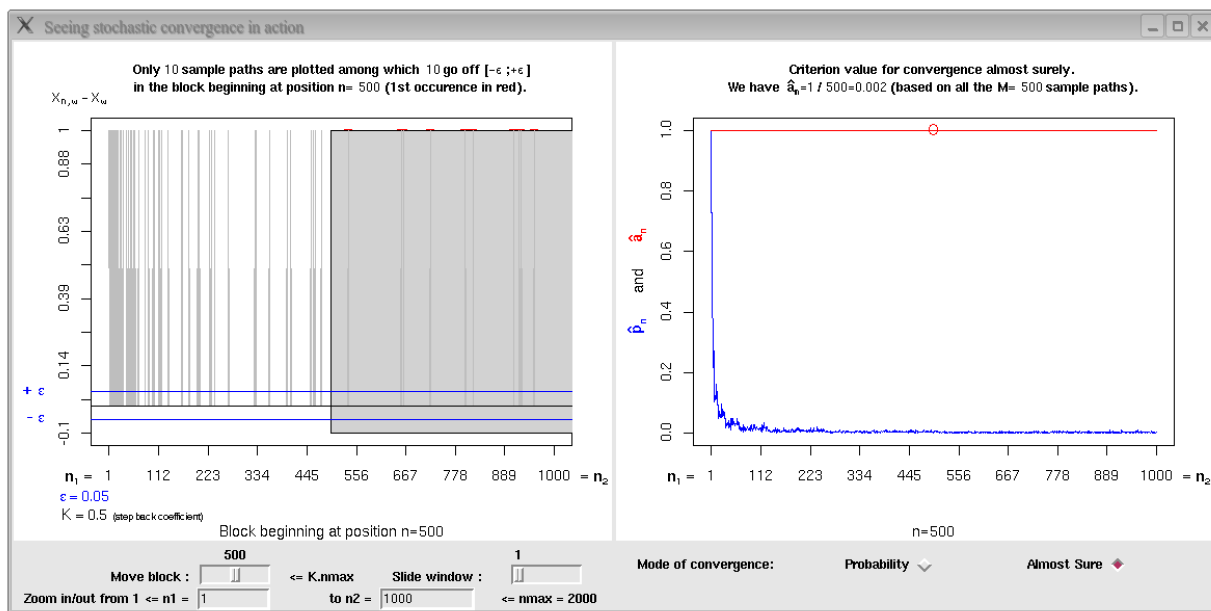 Seeing stochastic convergence in action
Only 10 sample paths are plotted among which 10 go off [-ε ;+ε]
in the block beginning at position n= 500 (1st occurence in red).
X n,w - X w
1
0.88
0.63
0.39
0.14
-0.1
+ ε
- ε
n1 = 1 112 223 334 445 556 667 778 889 1000 = n2
ε = 0.05
K = 0.5 (step back coefficient)
Block beginning at position n=500
Criterion value for convergence almost surely.
We have ân=1 / 500=0.002 (based on all the M= 500 sample paths).
1.0
0.8
0.6
0.4
0.2
0.0
p̂n and ân
n1 = 1 112 223 334 445 556 667 778 889 1000 = n2
n=500
500 1
Move block : <= K.nmax Slide window :
Zoom in/out from 1 <= n1 = 1 to n2 = 1000 <= nmax = 2000
Mode of convergence: Probability Almost Sure